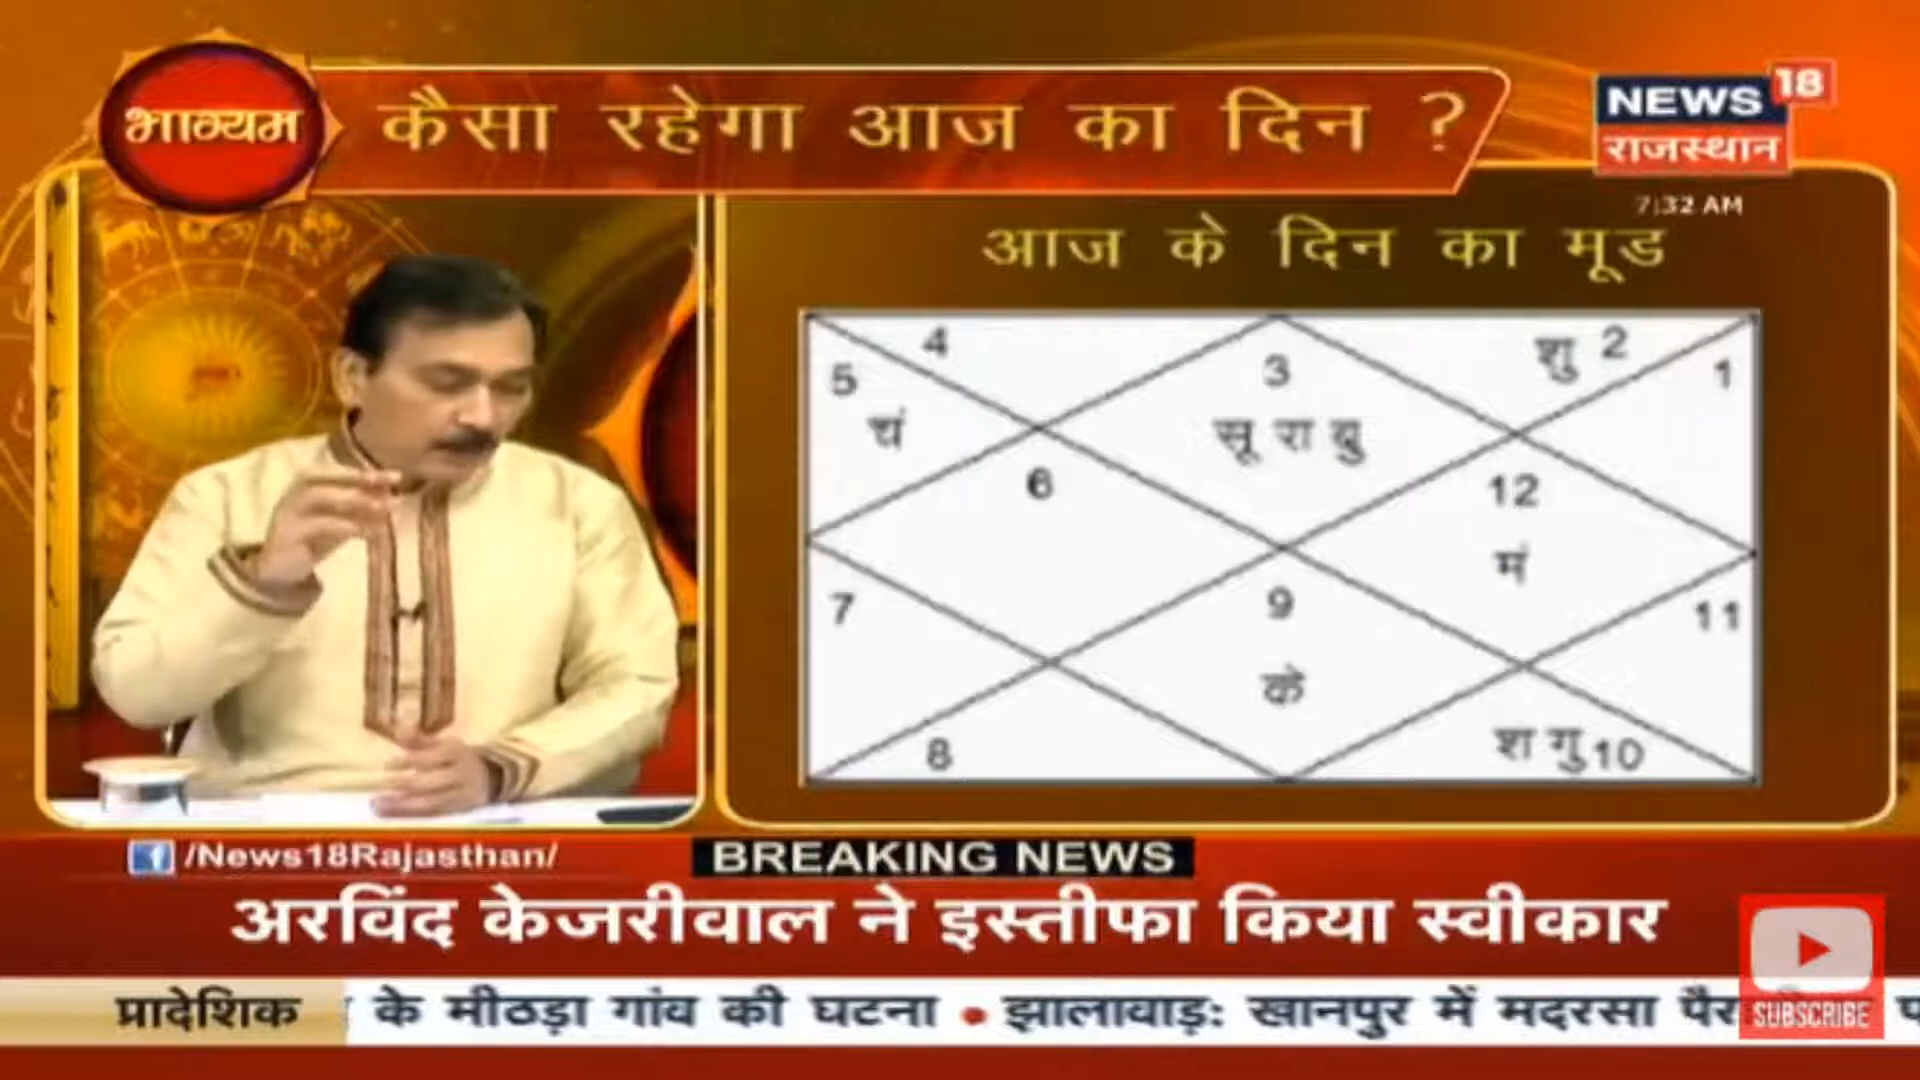 भाग्यम
कैसा रहेगा आज का दिन ?
NEWS 18
राजस्थान
7:32 AM
आज के दिन का मूड
4
3
शु 2
1
5
चं
सू रा बु
6
12
मं
7
9
11
के
8
श गु 10
/News18Rajasthan/
BREAKING NEWS
अरविंद केजरीवाल ने इस्तीफा किया स्वीकार
प्रादेशिक
के मीठड़ा गांव की घटना • झालावाड़: खानपुर में मदरसा
SUBSCRIBE